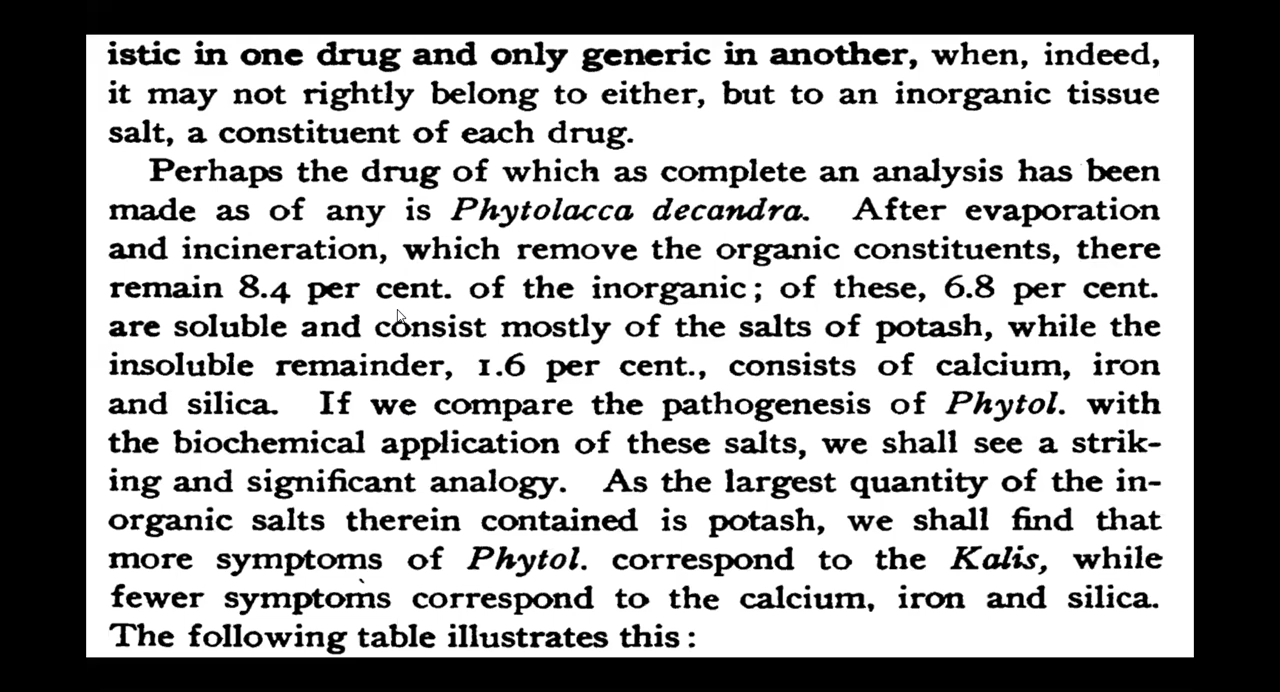 istic in one drug and only generic in another, when, indeed,
it may not rightly belong to either, but to an inorganic tissue
salt, a constituent of each drug.
Perhaps the drug of which as complete an analysis has been
made as of any is Phytolacca decandra. After evaporation
and incineration, which remove the organic constituents, there
remain 8.4 per cent. of the inorganic; of these, 6.8 per cent.
are soluble and consist mostly of the salts of potash, while the
insoluble remainder, 1.6 per cent., consists of calcium, iron
and silica. If we compare the pathogenesis of Phytol. with
the biochemical application of these salts, we shall see a strik-
ing and significant analogy. As the largest quantity of the in-
organic salts therein contained is potash, we shall find that
more symptoms of Phytol. correspond to the Kalis, while
fewer symptoms correspond to the calcium, iron and silica.
The following table illustrates this: